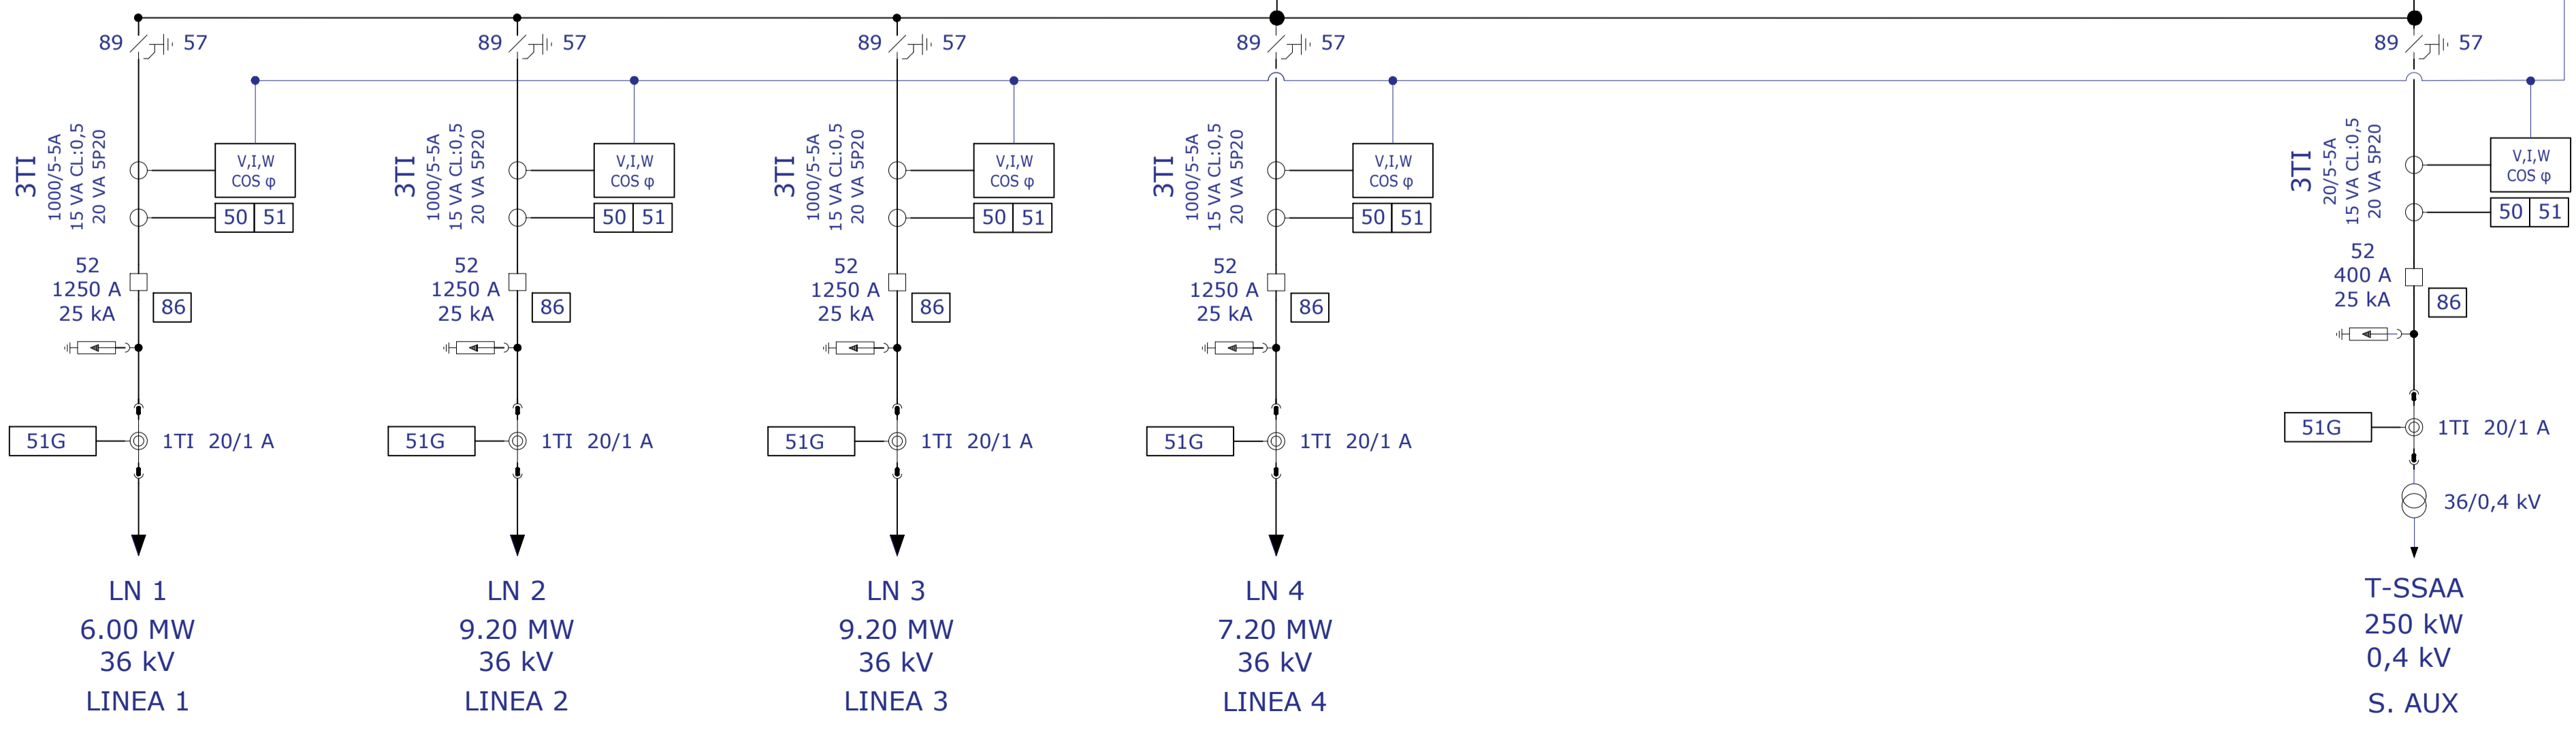 89 57
3TI
1000/5-5A
15 VA CL:0,5
20 VA 5P20
V,I,W
COS φ
50 51
52
1250 A
25 kA
86
51G
1TI 20/1 A
LN 1
6.00 MW
36 kV
LINEA 1
89 57
3TI
1000/5-5A
15 VA CL:0,5
20 VA 5P20
V,I,W
COS φ
50 51
52
1250 A
25 kA
86
51G
1TI 20/1 A
LN 2
9.20 MW
36 kV
LINEA 2
89 57
3TI
1000/5-5A
15 VA CL:0,5
20 VA 5P20
V,I,W
COS φ
50 51
52
1250 A
25 kA
86
51G
1TI 20/1 A
LN 3
9.20 MW
36 kV
LINEA 3
89 57
3TI
1000/5-5A
15 VA CL:0,5
20 VA 5P20
V,I,W
COS φ
50 51
52
1250 A
25 kA
86
51G
1TI 20/1 A
LN 4
7.20 MW
36 kV
LINEA 4
89 57
3TI
20/5-5A
15 VA CL:0,5
20 VA 5P20
V,I,W
COS φ
50 51
52
400 A
25 kA
86
51G
1TI 20/1 A
36/0,4 kV
T-SSAA
250 kW
0,4 kV
S. AUX